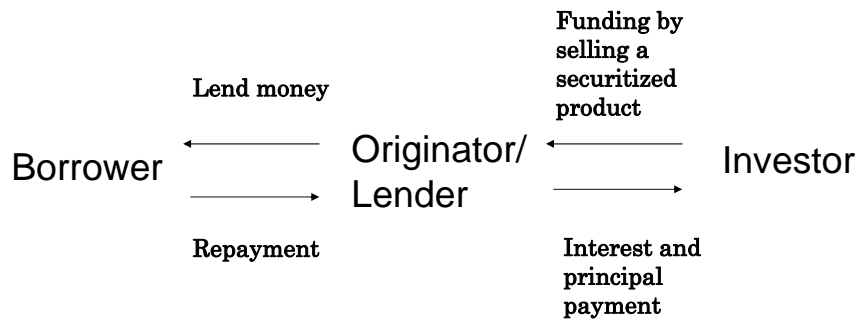 Funding by
selling a
securitized
product
Lend money
Borrower
Originator/
Lender
Investor
Repayment
Interest and
principal
payment